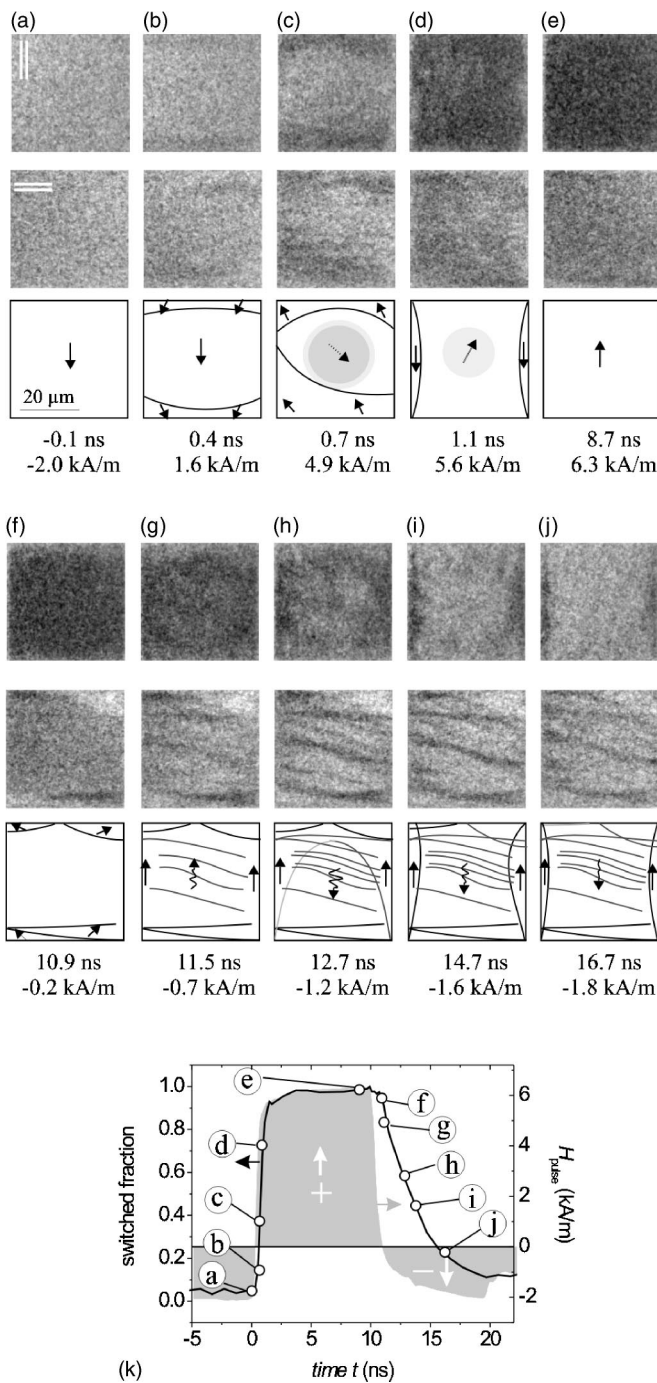 (a) (b) (c) (d) (e)
20 μm
-0.1 ns 0.4 ns 0.7 ns 1.1 ns 8.7 ns
-2.0 kA/m 1.6 kA/m 4.9 kA/m 5.6 kA/m 6.3 kA/m
(f) (g) (h) (i) (j)
10.9 ns 11.5 ns 12.7 ns 14.7 ns 16.7 ns
-0.2 kA/m -0.7 kA/m -1.2 kA/m -1.6 kA/m -1.8 kA/m
e
1.0 6
f
0.8 g
d 4
h
0.6
c i 2
0.4 +
j
b 0
0.2
a −
0.0 -2
-5 0 5 10 15 20
switched fraction
H pulse (kA/m)
(k) time t (ns)